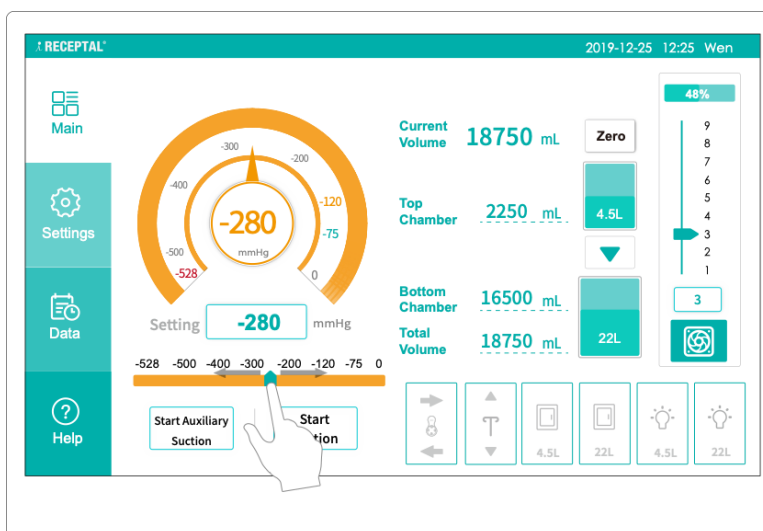 RECEPTAL®
2019-12-25 12:25 Wen
Main
Settings
Data
Help
-300
-200
-400
-120
-280
-75
mmHg
-500
-528
0
Setting
-280
mmHg
-528 -500 -400 -300 -200 -120 -75 0
Start Auxiliary
Suction
Start
tion
Current
Volume
18750 mL
Zero
Top
Chamber
2250 mL
4.5L
Bottom
Chamber
16500 mL
Total
Volume
18750 mL
22L
48%
9
8
7
6
5
4
3
2
1
3
4.5L
22L
4.5L
22L